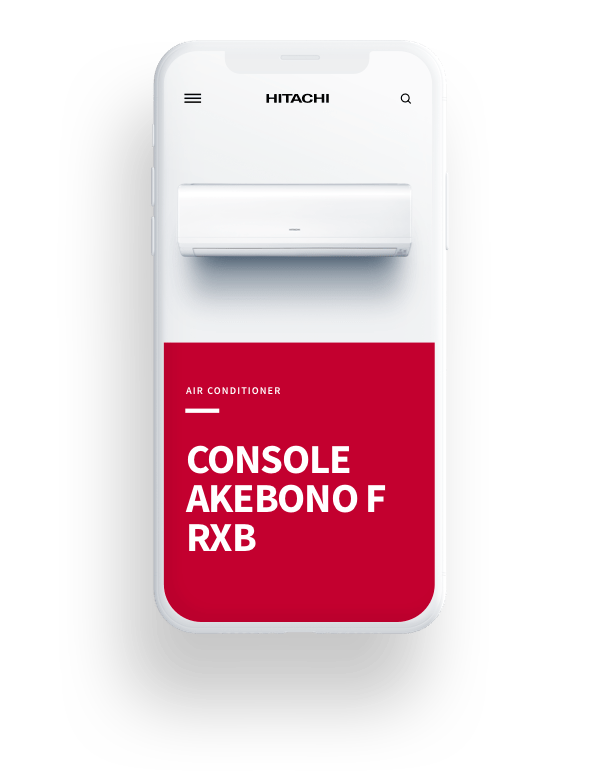 HITACHI
AIR CONDITIONER
CONSOLE
AKEBONO F
RXB